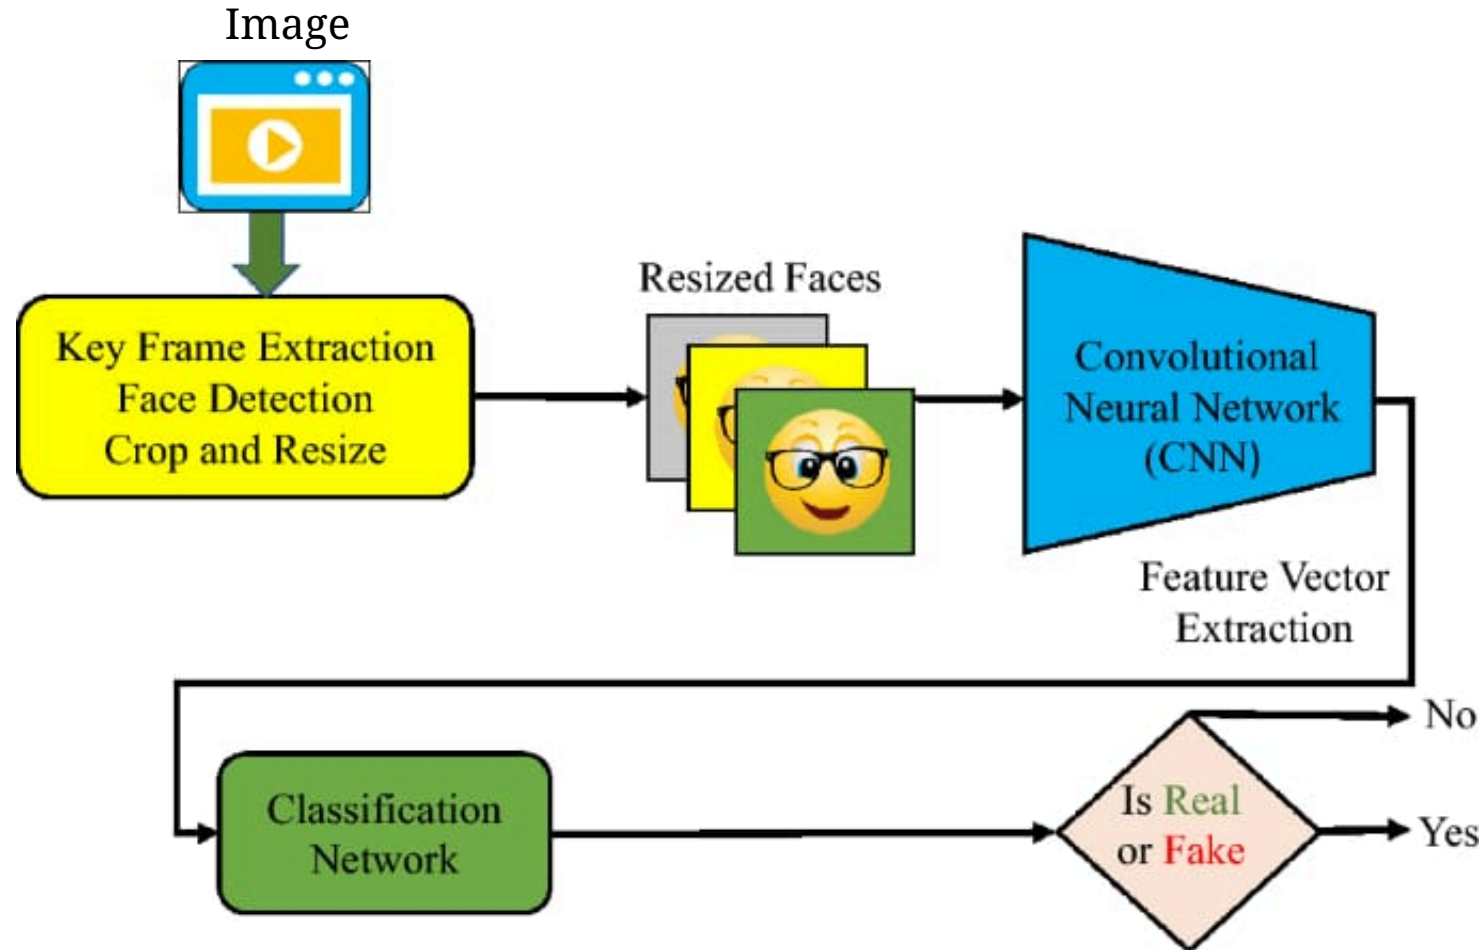 Image
Key Frame Extraction
Face Detection
Crop and Resize
Resized Faces
Convolutional
Neural Network
(CNN)
Feature Vector
Extraction
Classification
Network
Is Real
or Fake
No
Yes